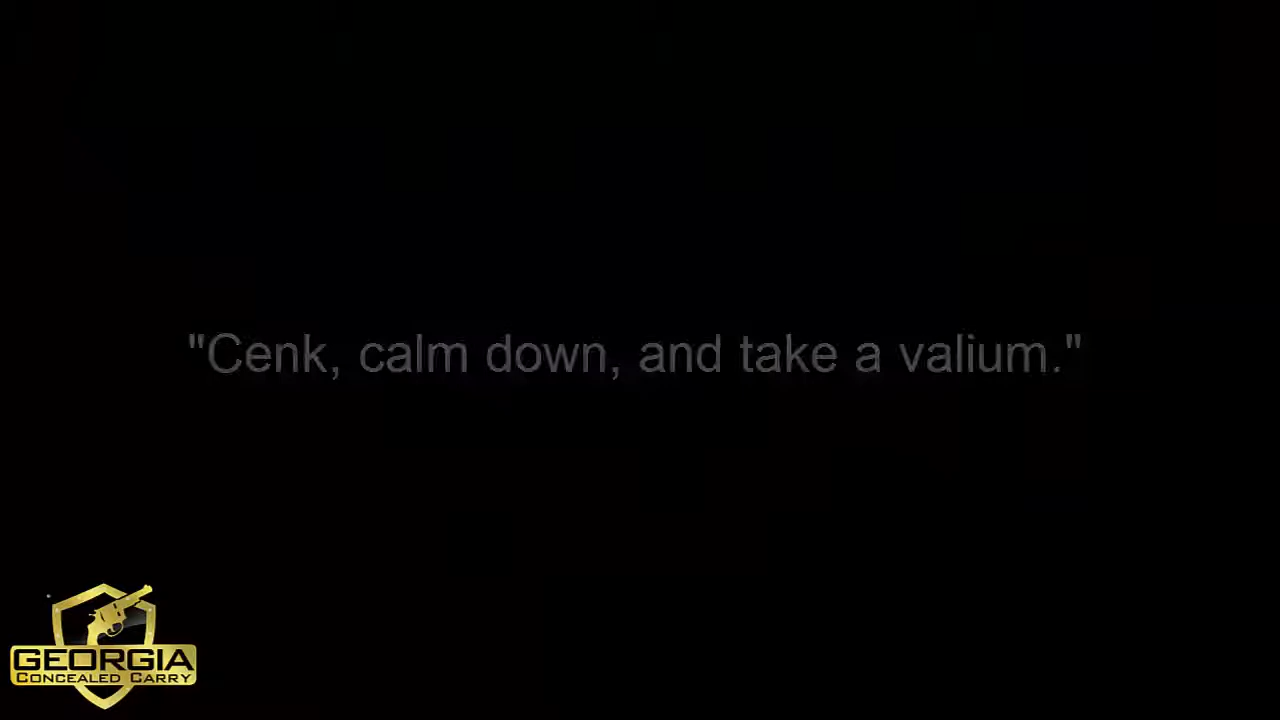 "Cenk, calm down, and take a valium."
GEORGIA
CONCEALED CARRY